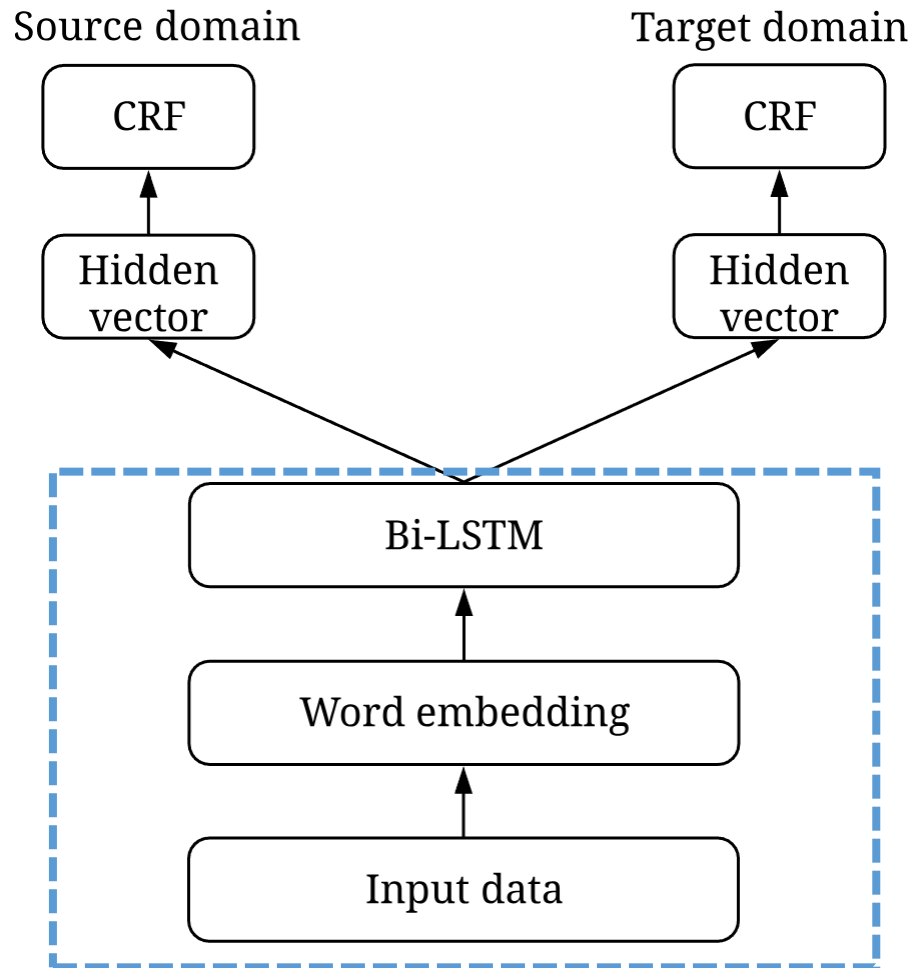 Source domain
Target domain
CRF
CRF
Hidden
vector
Hidden
vector
Bi-LSTM
Word embedding
Input data